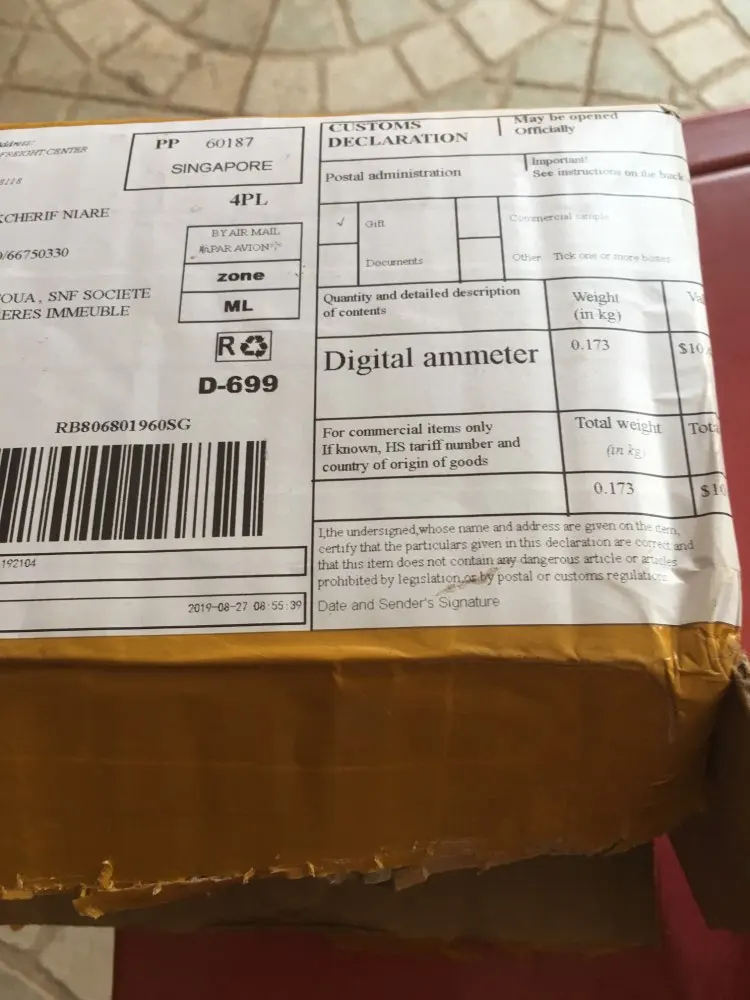 FREIGHT CENTER
PP 60187
SINGAPORE
8118
4PL
CHERIF NIARE
BY AIR MAIL
PAR AVION
/66750330
zone
ML
OUA, SNF SOCIETE
ERES IMMEUBLE
R
D-699
RB806801960SG
192104
2019-08-27 08:55:39
CUSTOMS
DECLARATION
May be opened
Officially
Postal administration
Important!
See instructions on the back
✓ Gift
Commercial sample
Documents
Other Tick one or more boxes
Quantity and detailed description
of contents
Weight
(in kg)
Va
Digital ammeter
0.173
$10
For commercial items only
If known, HS tariff number and
country of origin of goods
Total weight
(in kg)
Tot
0.173
$10
I,the undersigned,whose name and address are given on the item,
certify that the particulars given in this declaration are correct and
that this item does not contain any dangerous article or articles
prohibited by legislation,or by postal or customs regulations
Date and Sender's Signature